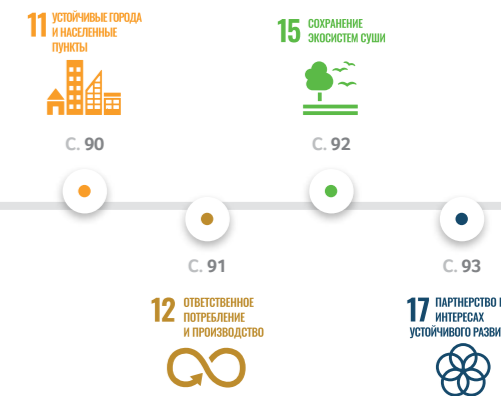 11 УСТОЙЧИВЫЕ ГОРОДА
И НАСЕЛЕННЫЕ
ПУНКТЫ
С. 90
15 СОХРАНЕНИЕ
ЭКОСИСТЕМ СУШИ
С. 92
С. 91
12 ОТВЕТСТВЕННОЕ
ПОТРЕБЛЕНИЕ
И ПРОИЗВОДСТВО
С. 93
17 ПАРТНЕРСТВО
ИНТЕРЕСАХ
УСТОЙЧИВОГО